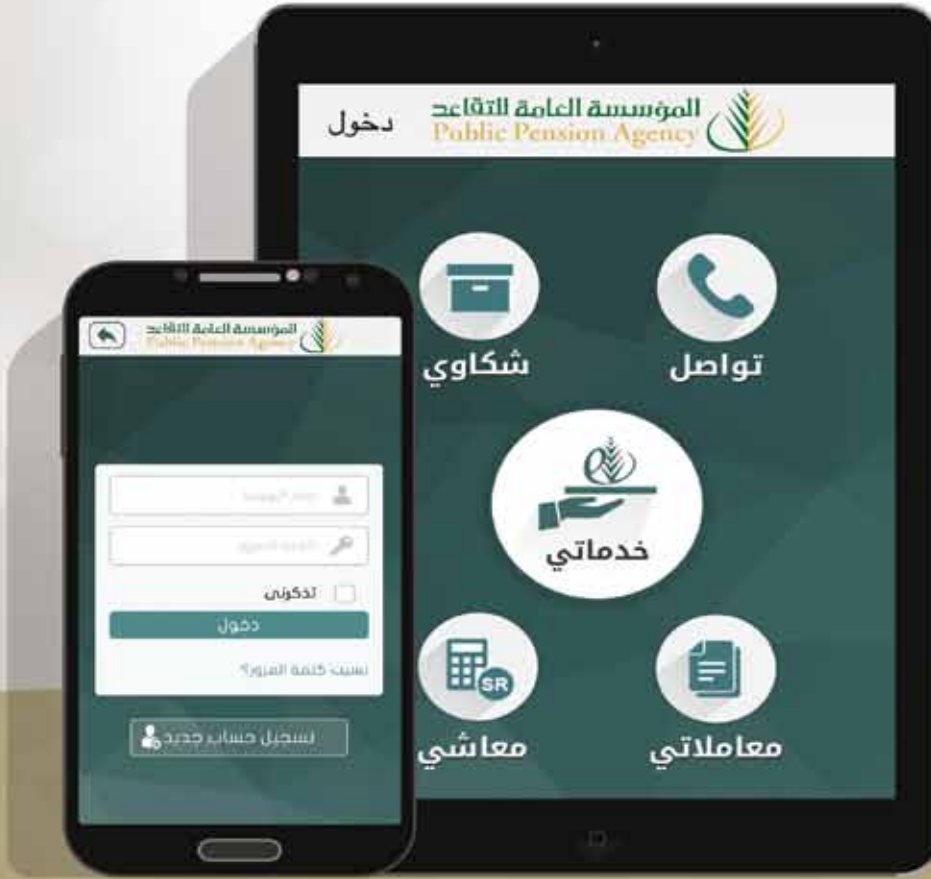 المؤسسة العامة للتقاعد
Public Pension Agency
دخول
تواصل
شكاوي
خدماتي
معاملاتي
معاشي
SR
المؤسسة العامة للتقاعد
Public Pension Agency
تذكرني
دخول
نسيت كلمة المرور؟
تسجيل حساب جديد